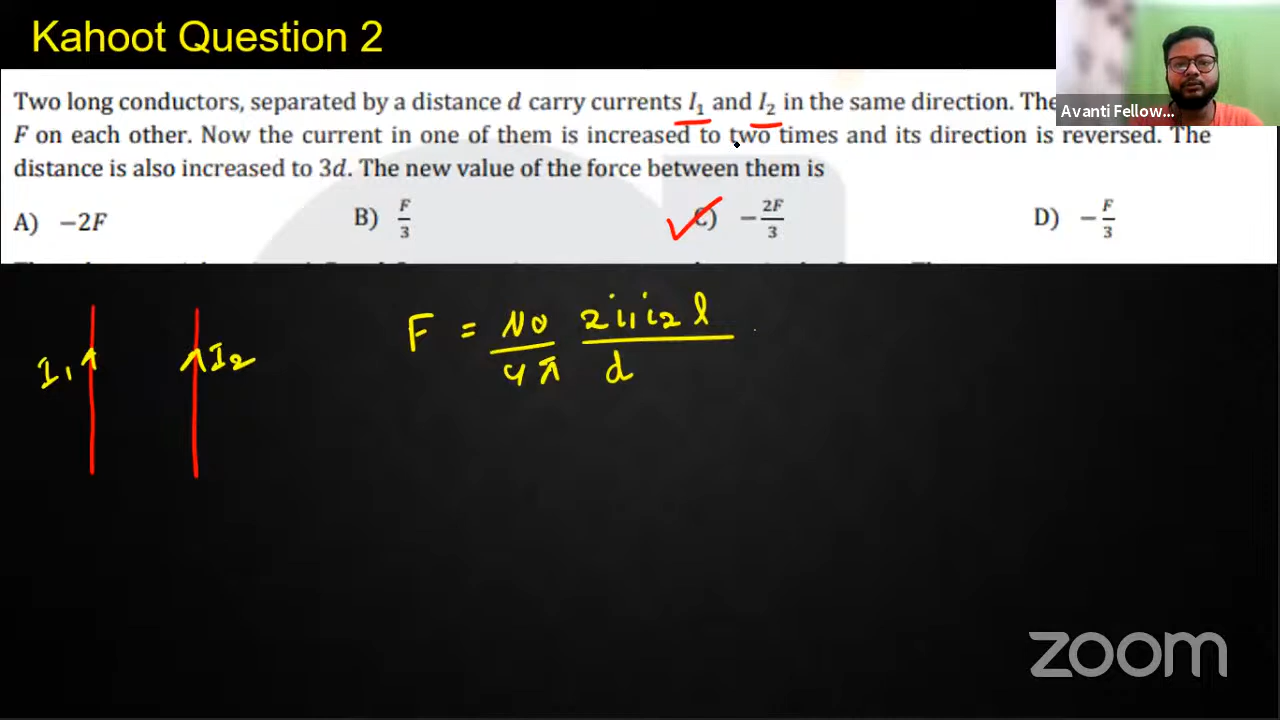 Kahoot Question 2
Two long conductors, separated by a distance d carry currents I₁ and I₂ in the same direction. The
F on each other. Now the current in one of them is increased to two times and its direction is reversed. The
distance is also increased to 3d. The new value of the force between them is
A) −2F B) F/3 C) −2F/3 D) −F/3
Avanti Fellow...
I₁ I₂
F = μ0/4π 2i₁i₂l/d
zoom